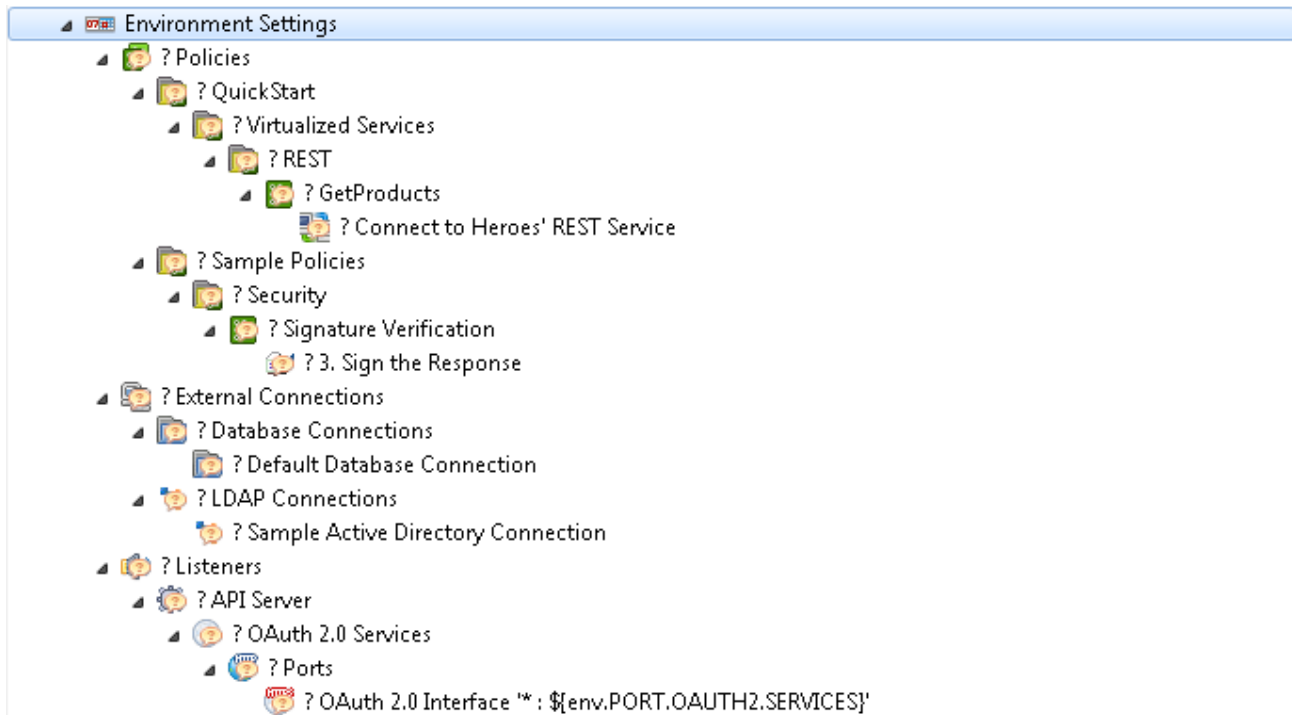 Environment Settings
? Policies
? QuickStart
? Virtualized Services
? REST
? GetProducts
? Connect to Heroes' REST Service
? Sample Policies
? Security
? Signature Verification
? 3. Sign the Response
? External Connections
? Database Connections
? Default Database Connection
? LDAP Connections
? Sample Active Directory Connection
? Listeners
? API Server
? OAuth 2.0 Services
? Ports
? OAuth 2.0 Interface '* : ${env.PORT.OAUTH2.SERVICES}'